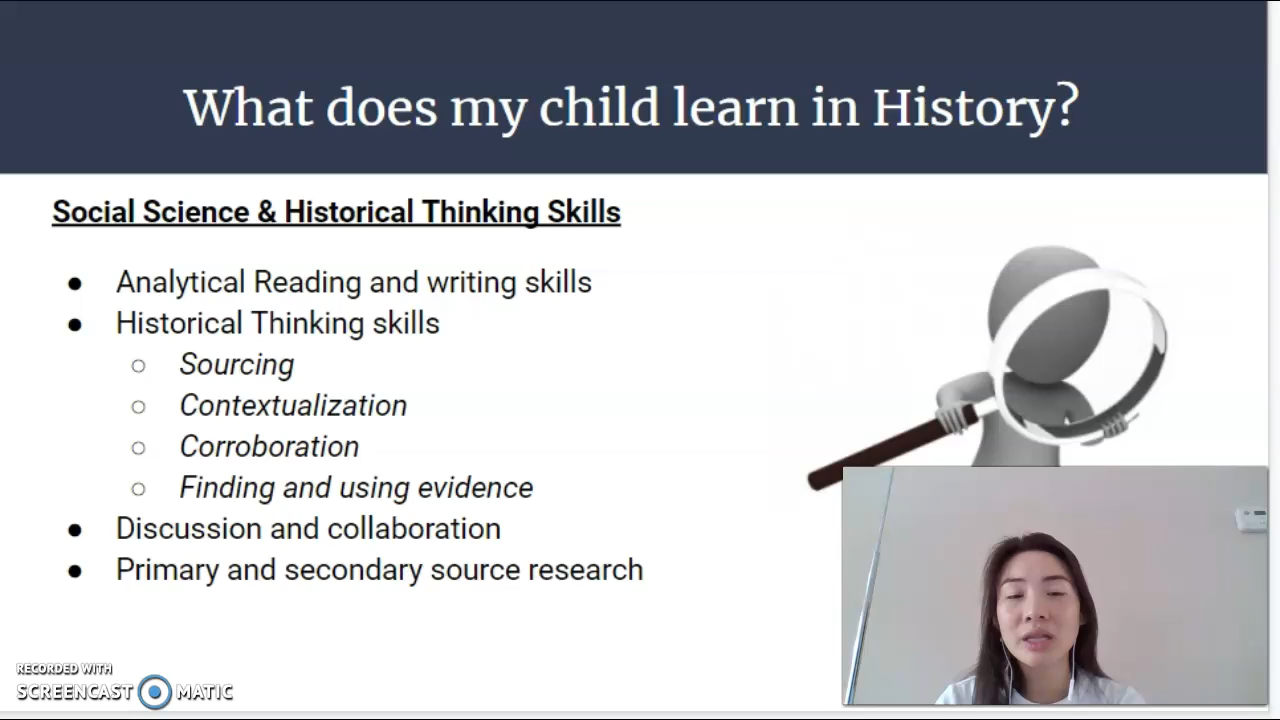 What does my child learn in History?
Social Science & Historical Thinking Skills
● Analytical Reading and writing skills
● Historical Thinking skills
○ Sourcing
○ Contextualization
○ Corroboration
○ Finding and using evidence
● Discussion and collaboration
● Primary and secondary source research
RECORDED WITH
SCREENCAST MATIC